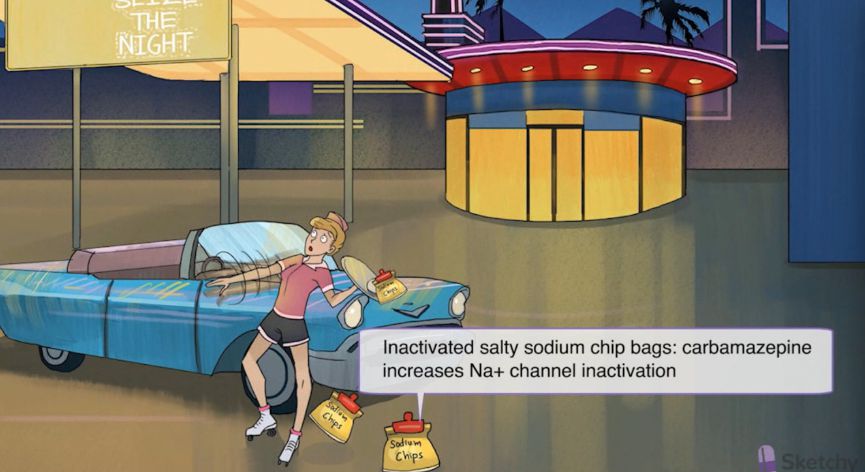 SEIZE
THE
NIGHT
Sodium
Chips
Inactivated salty sodium chip bags: carbamazepine
increases Na+ channel inactivation
Sodium
Chips
Sodium
Chips
Sketchy